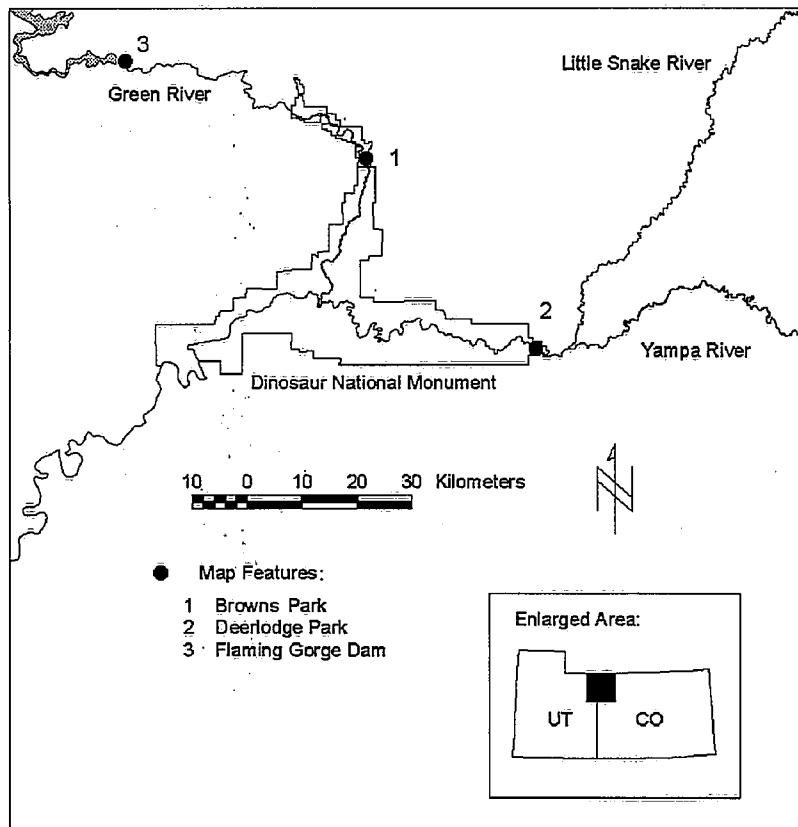 3
Little Snake River
Green River
1
2
Yampa River
Dinosaur National Monument
10 0 10 20 30 Kilometers
N
Map Features:
1 Browns Park
2 Deerlodge Park
3 Flaming Gorge Dam
Enlarged Area:
UT CO